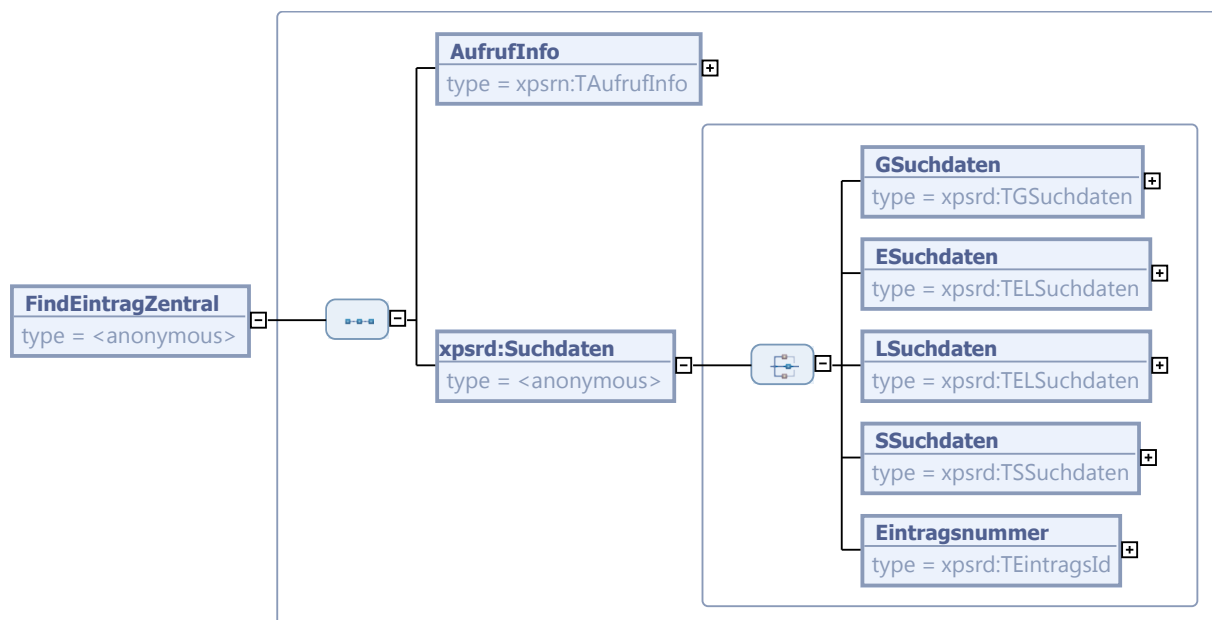 AufrufInfo
type = xpsrn:TAufrufInfo
GSuchdaten
type = xpsrd:TGSuchdaten
ESuchdaten
type = xpsrd:TELSuchdaten
FindEintragZentral
type = <anonymous>
xpsrd:Suchdaten
type = <anonymous>
LSuchdaten
type = xpsrd:TELSuchdaten
SSuchdaten
type = xpsrd:TSSuchdaten
Eintragsnummer
type = xpsrd:TEintragsId